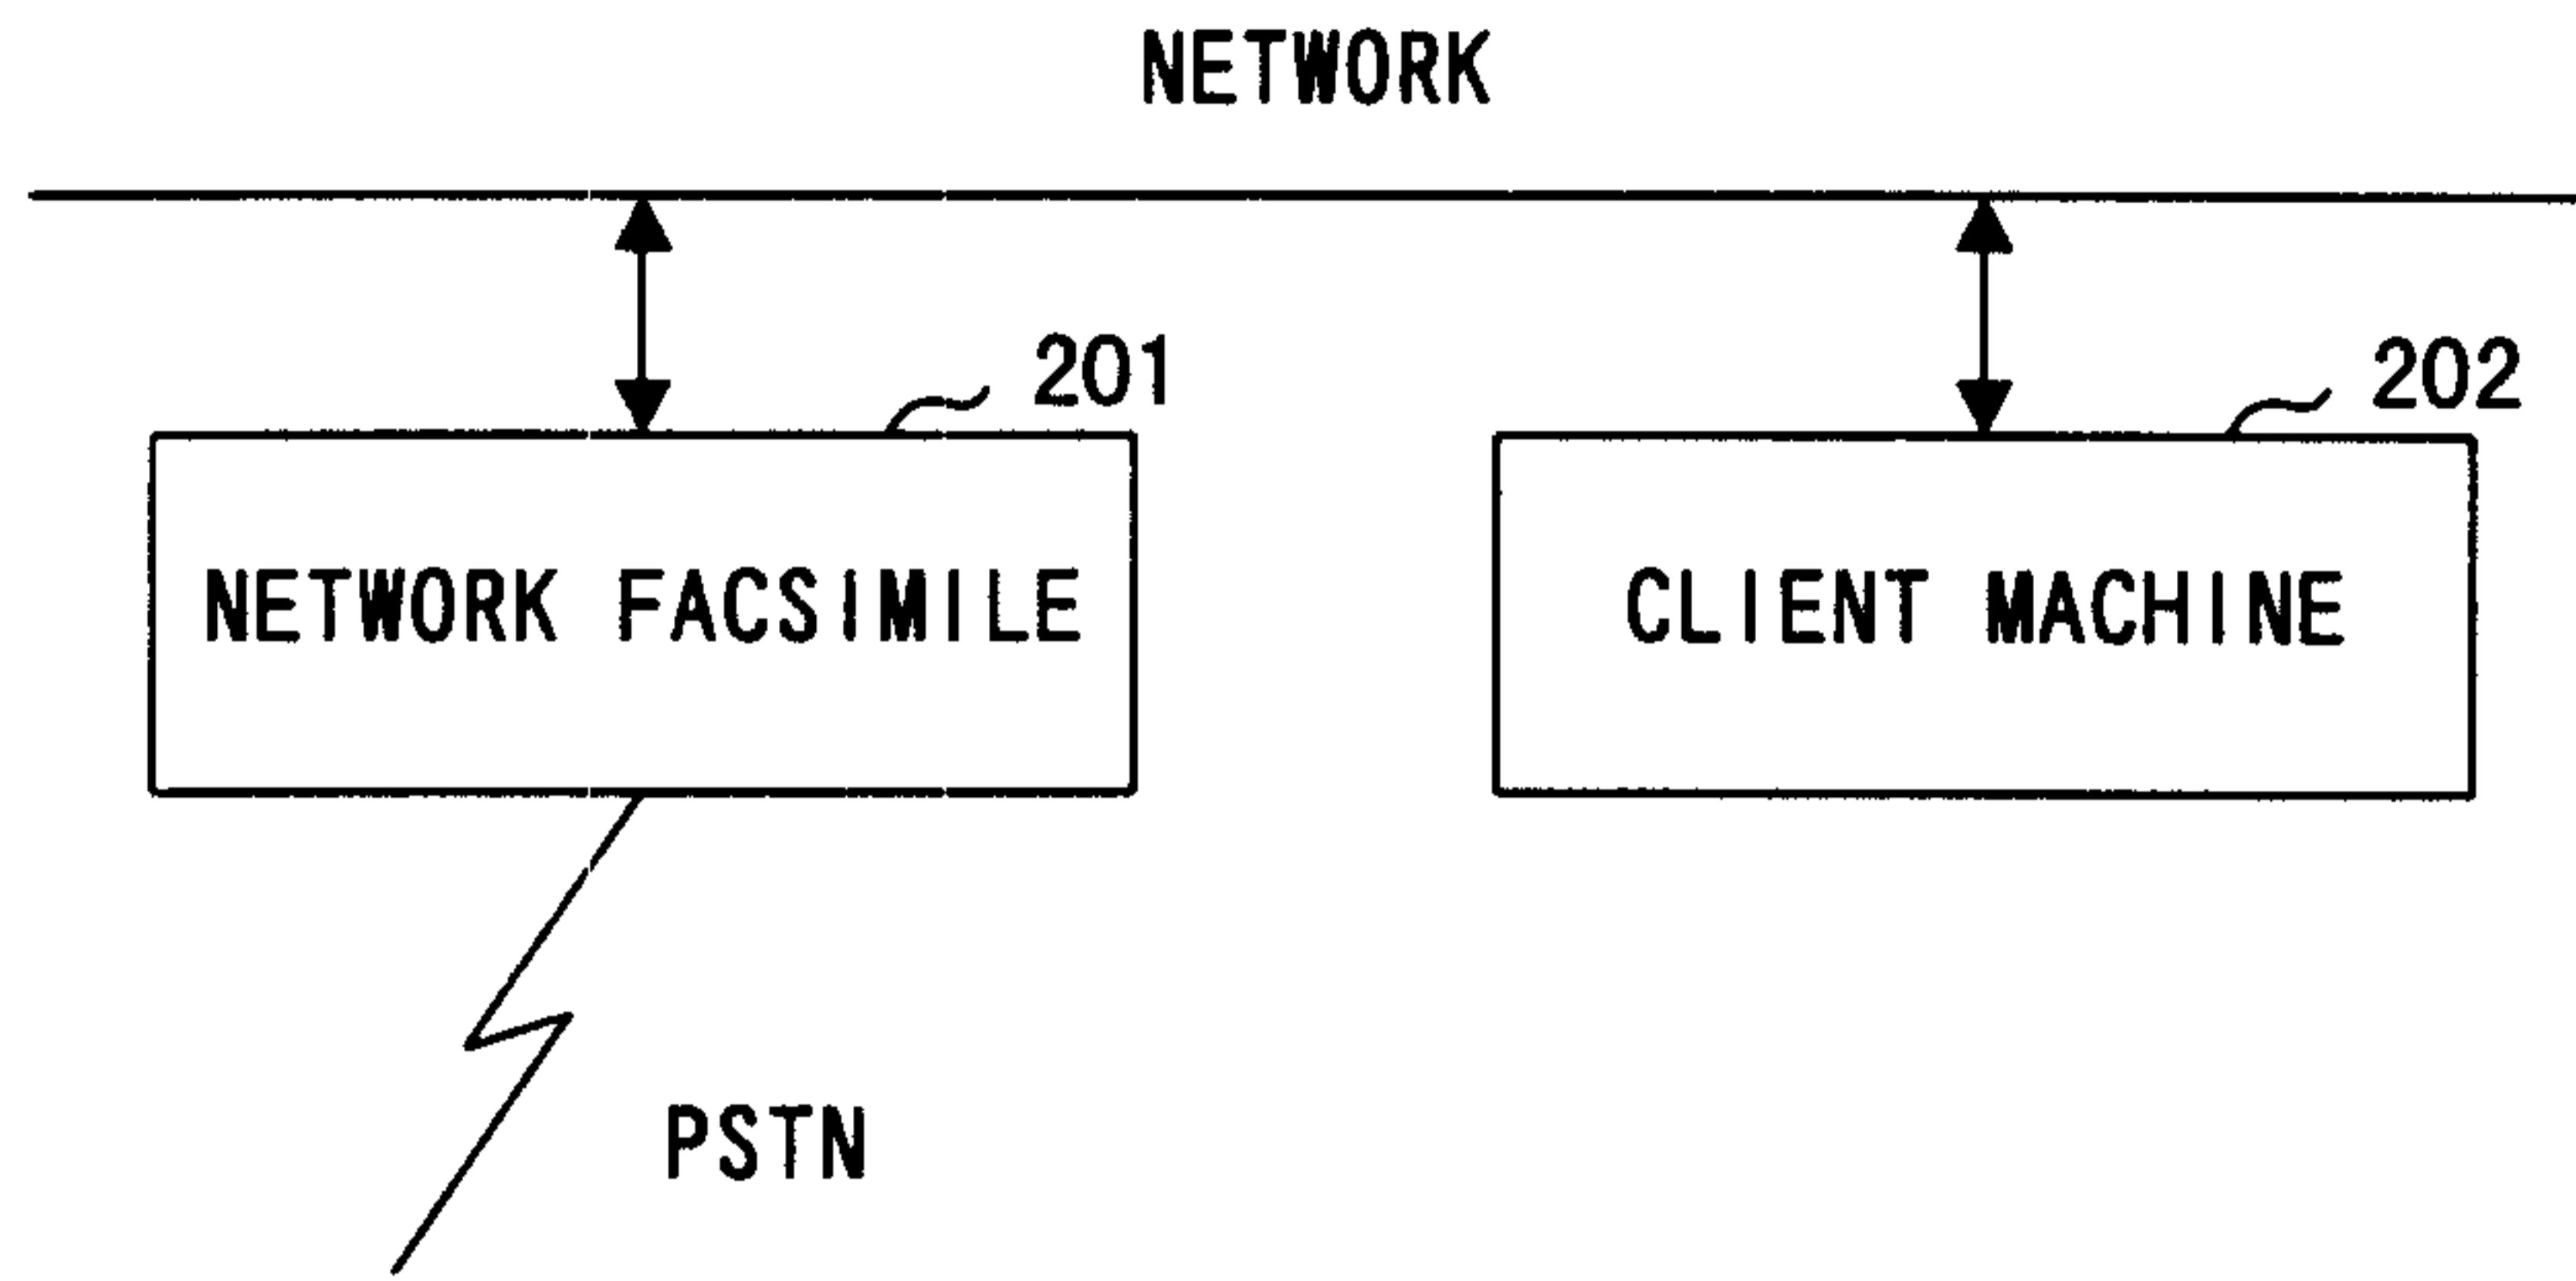 NETWORK
201
202
NETWORK FACSIMILE
CLIENT MACHINE
PSTN